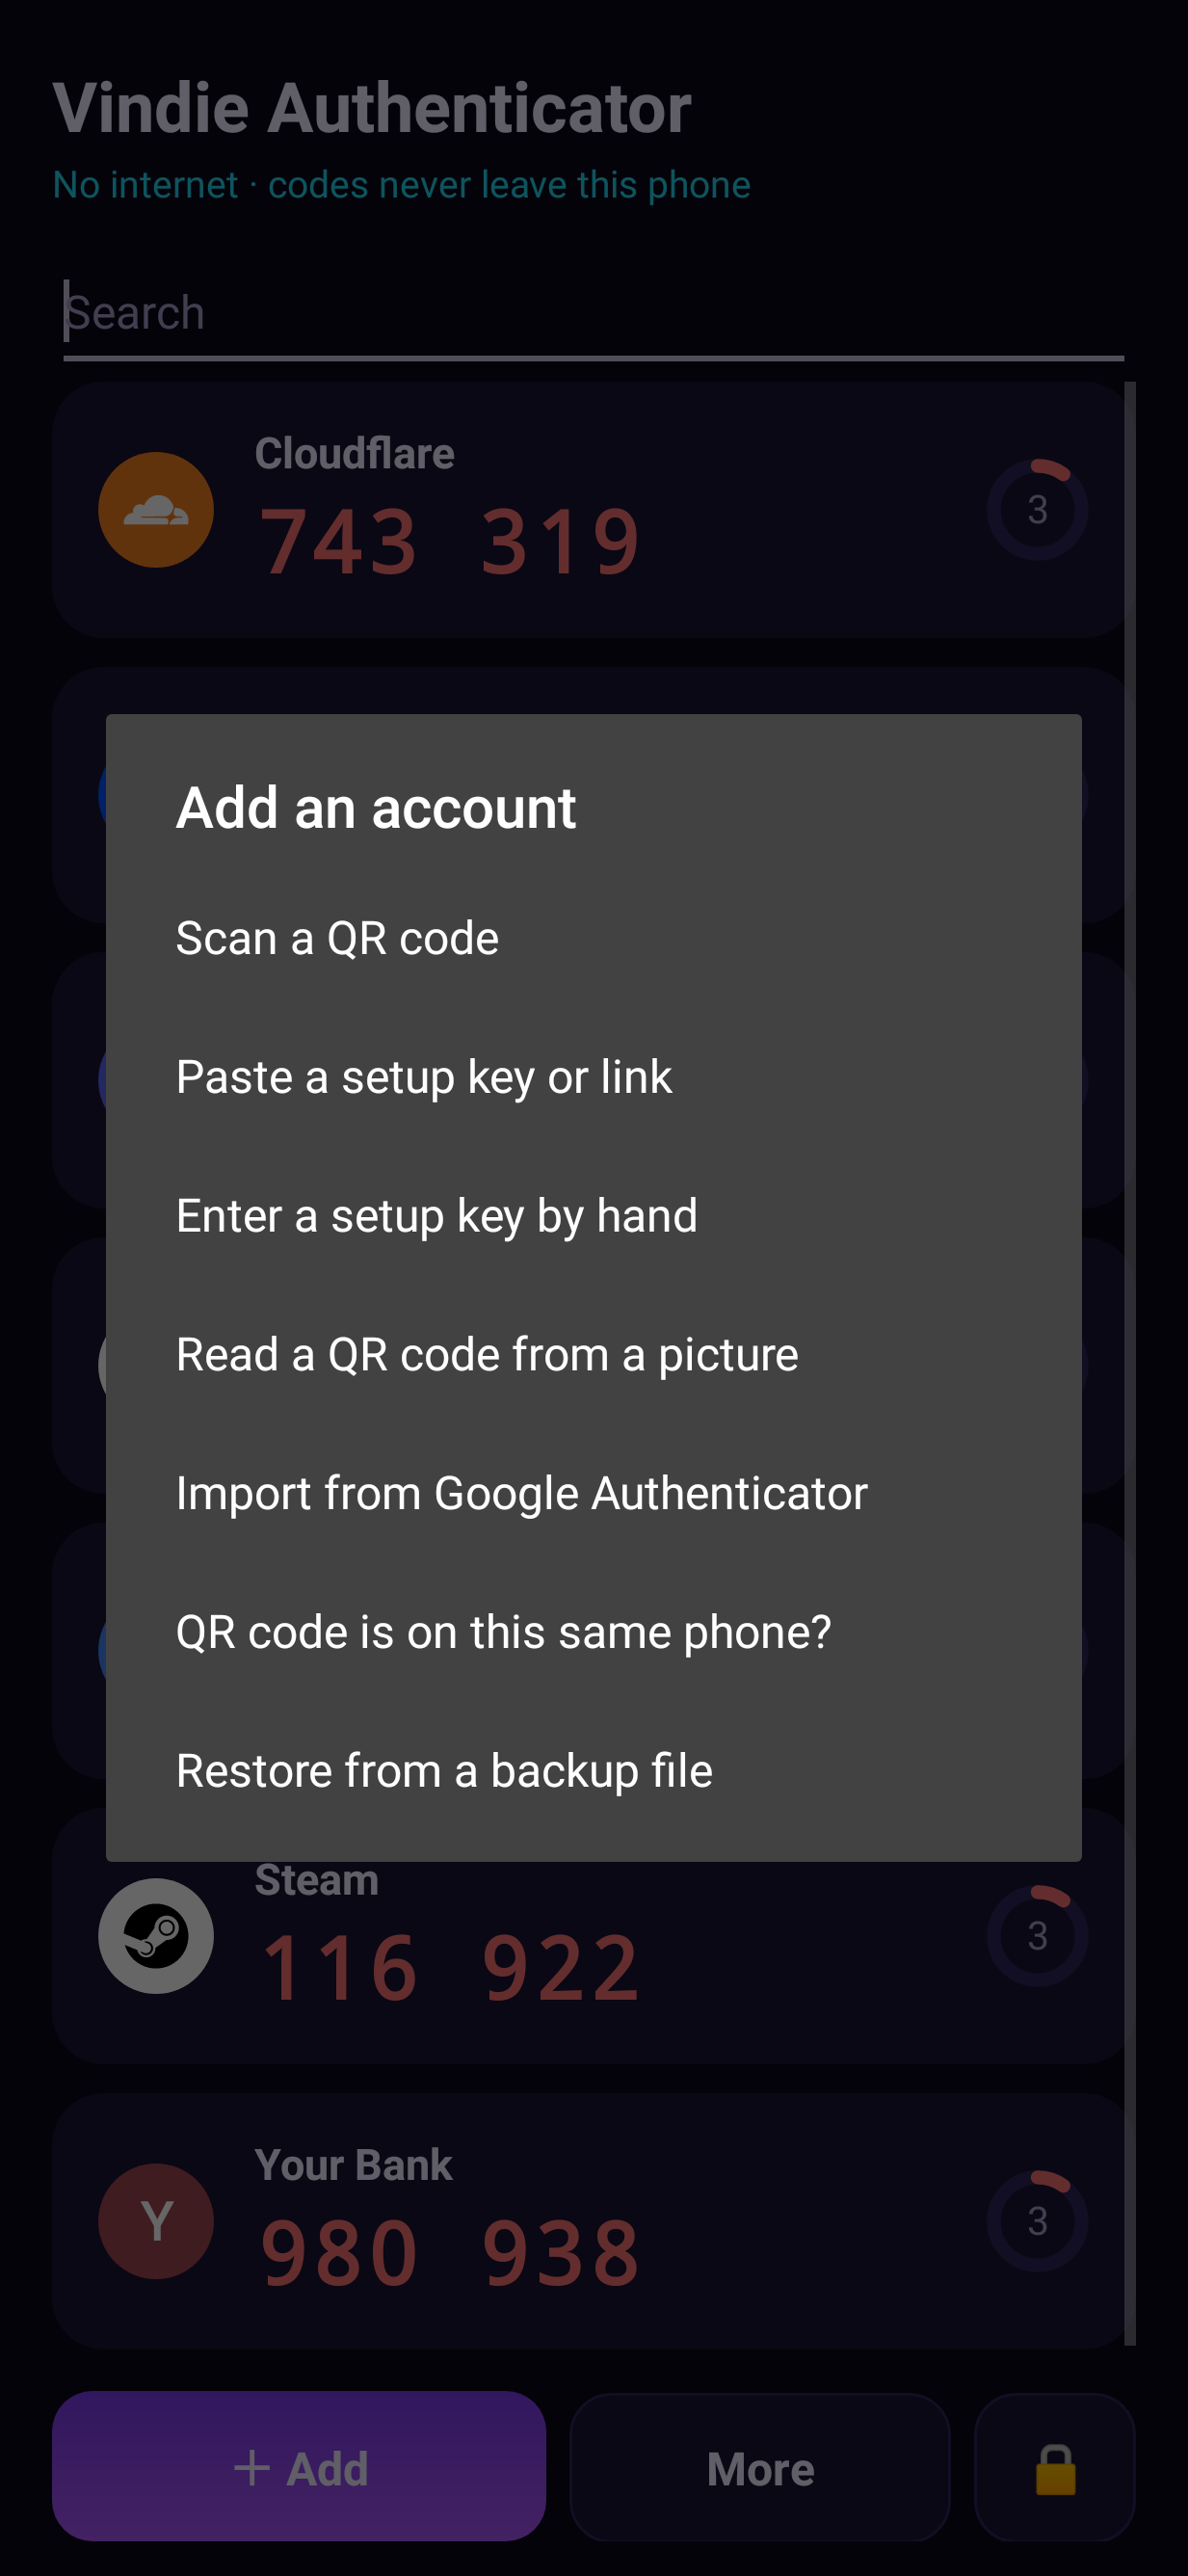 Vindie Authenticator
No internet · codes never leave this phone
Search
Cloudflare
743 319
3
Add an account
Scan a QR code
Paste a setup key or link
Enter a setup key by hand
Read a QR code from a picture
Import from Google Authenticator
QR code is on this same phone?
Restore from a backup file
Steam
116 922
3
Your Bank
Y
980 938
3
+ Add
More